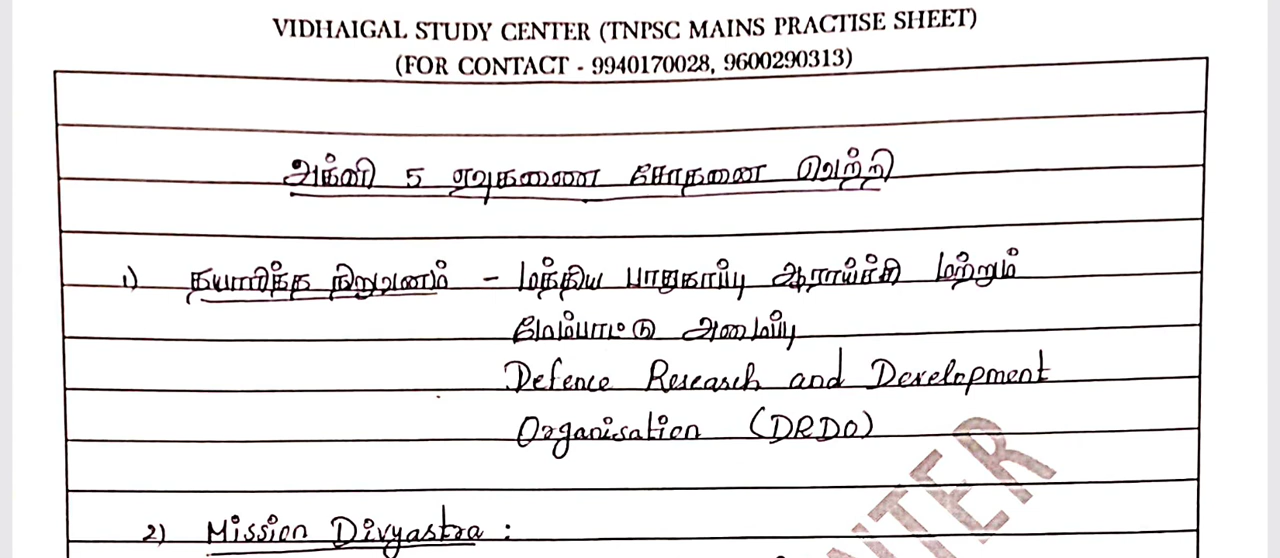 VIDHAIGAL STUDY CENTER (TNPSC MAINS PRACTISE SHEET)
(FOR CONTACT - 9940170028, 9600290313)
அக்னி 5 ஏவுகணை சோதனை வெற்றி
1) தயாரித்த நிறுவனம் - மத்திய பாதுகாப்பு ஆராய்ச்சி மற்றும்
மேம்பாட்டு அமைப்பு
Defence Research and Development
Organisation (DRDO)
2) Mission Divyastra :